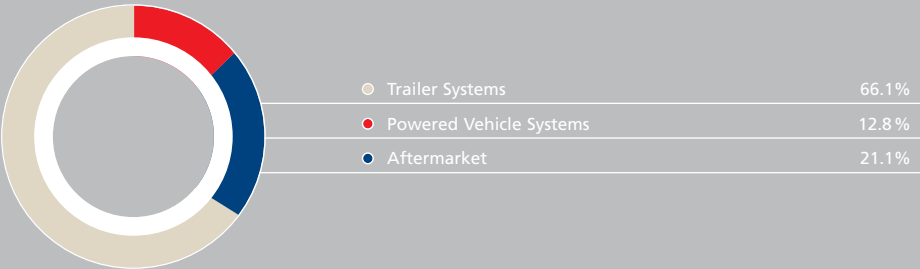 Trailer Systems 66.1%
Powered Vehicle Systems 12.8 %
Aftermarket 21.1%